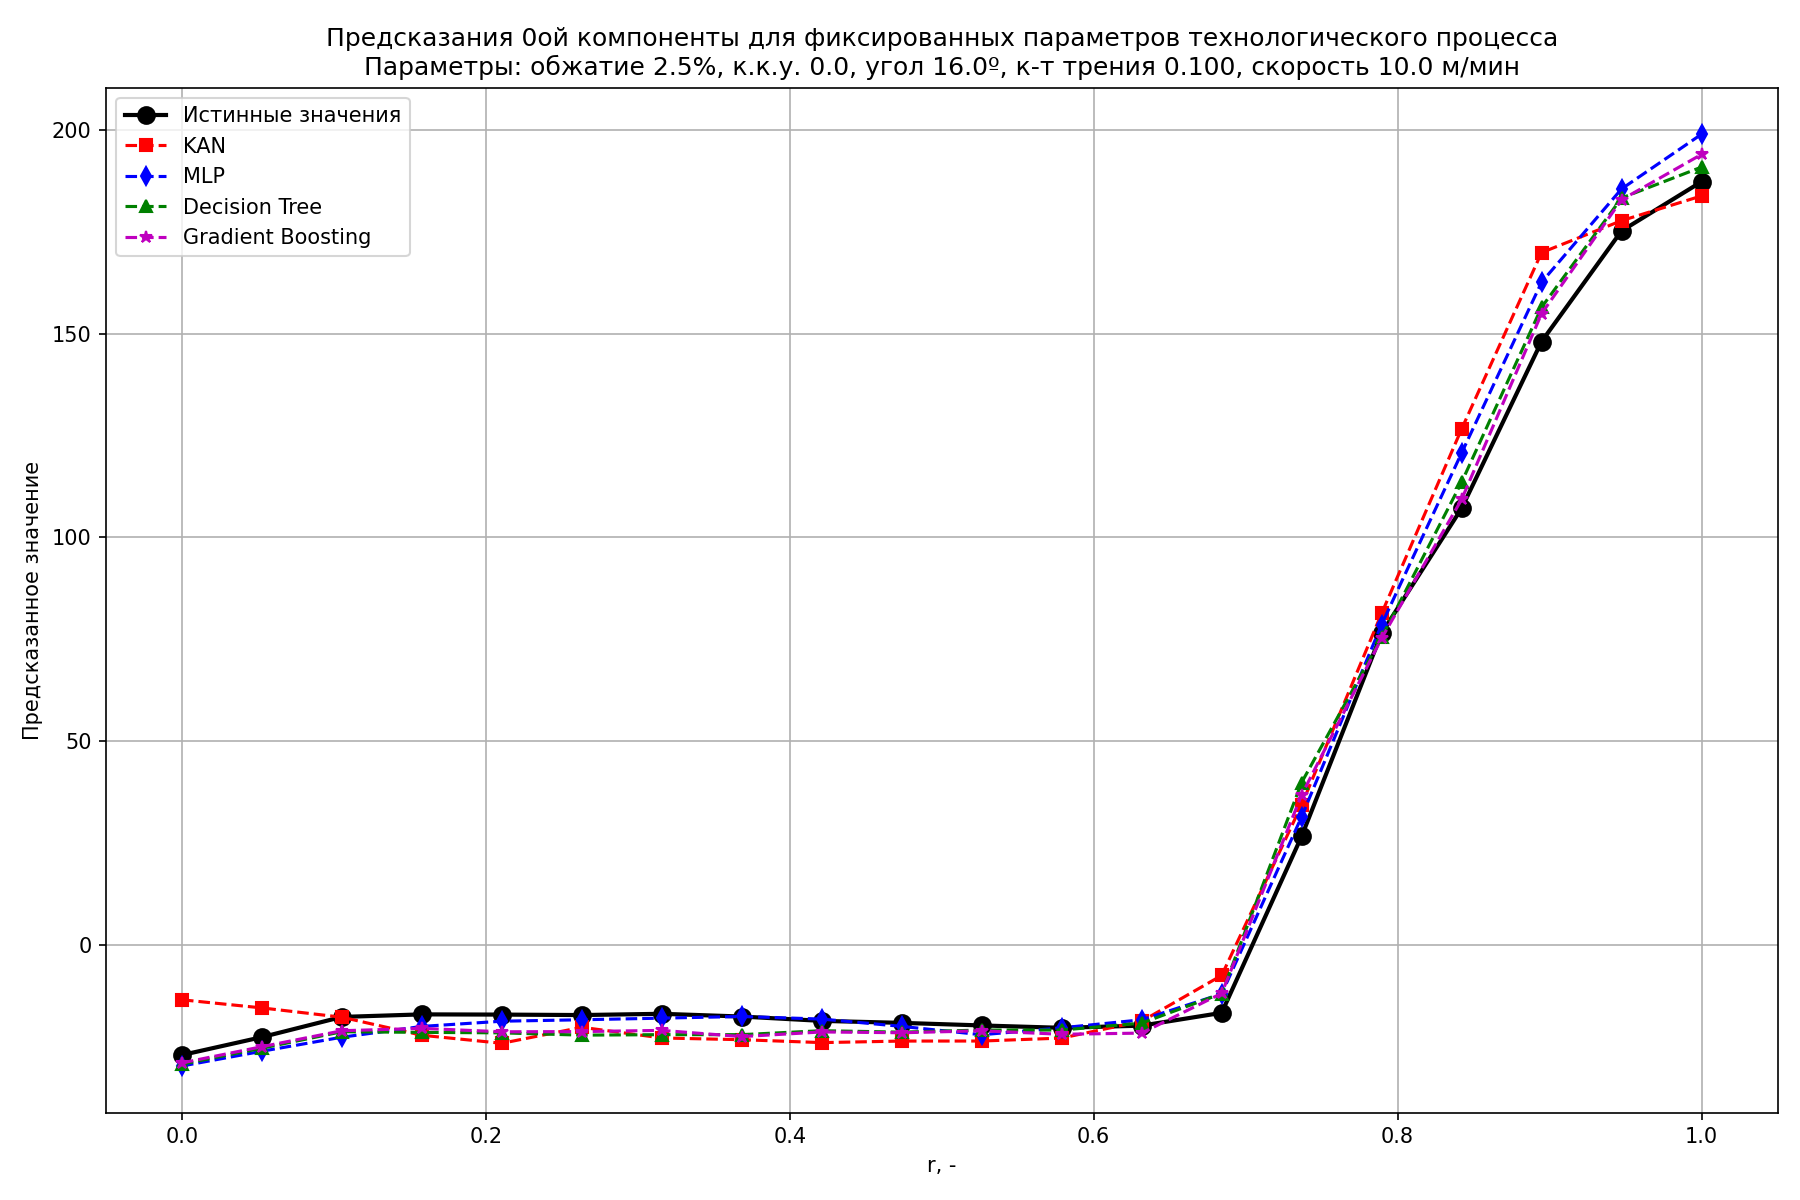 Предсказания 0ой компоненты для фиксированных параметров технологического процесса
Параметры: обжатие 2.5%, к.к.у. 0.0, угол 16.0º, к-т трения 0.100, скорость 10.0 м/мин
Истинные значения
KAN
MLP
Decision Tree
Gradient Boosting
Предсказанное значение
200
150
100
50
0
0.0
0.2
0.4
0.6
0.8
1.0
r, -